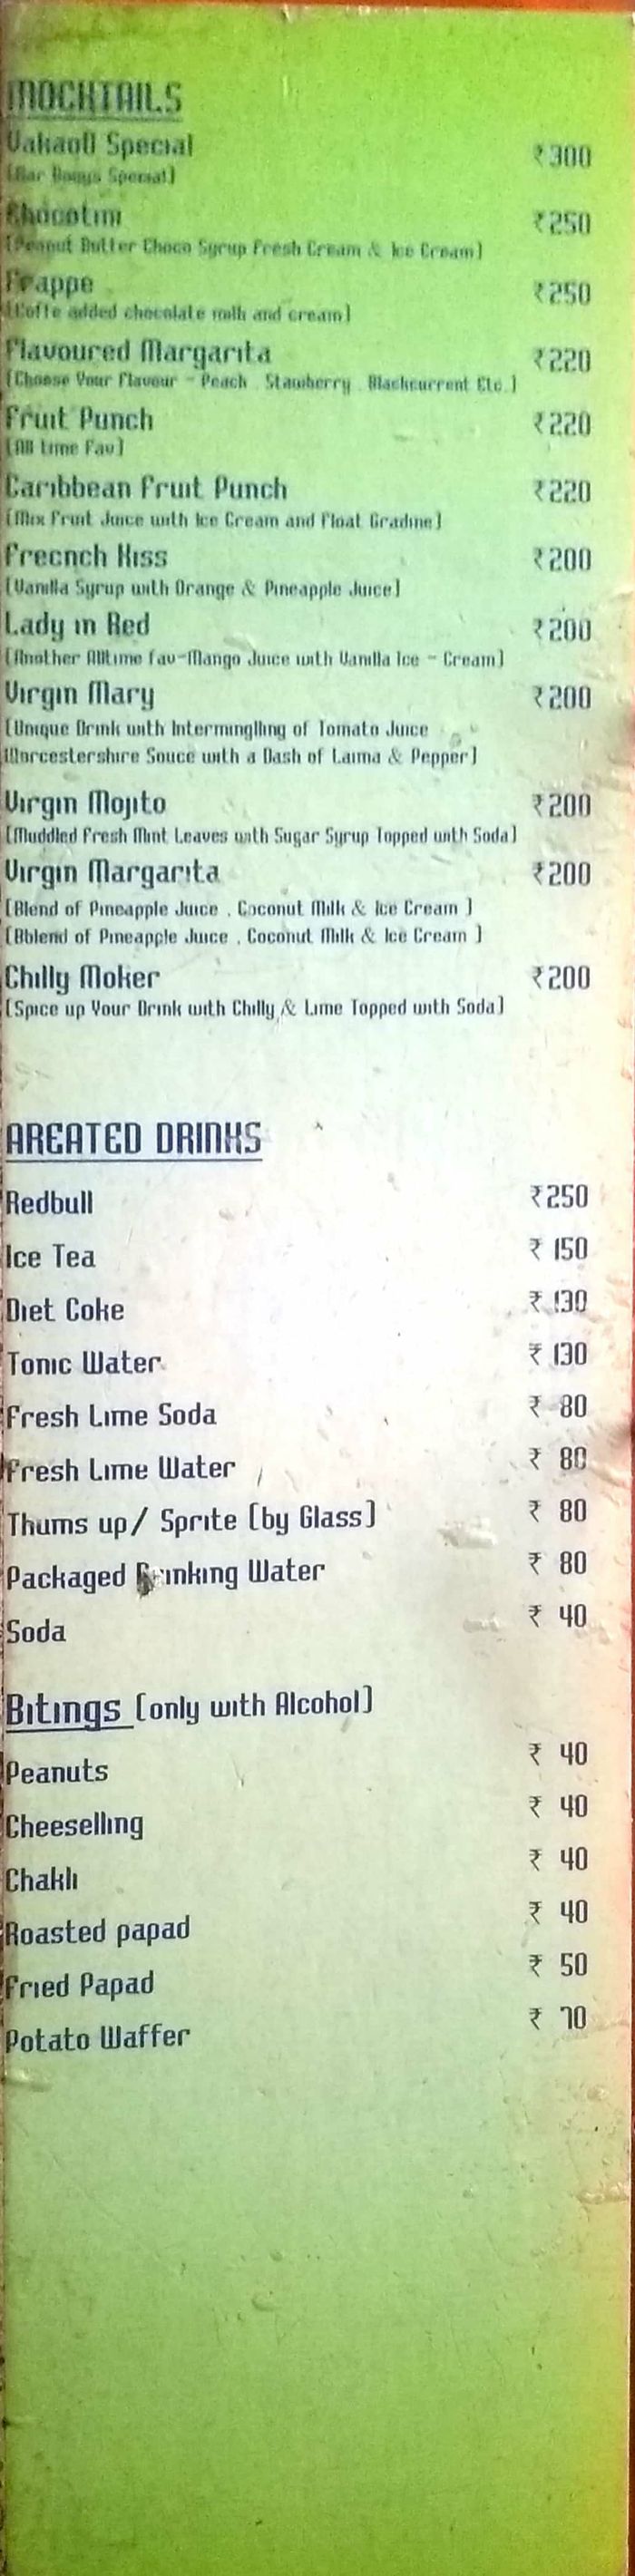 MOCKTAILS
Vakaoll Special ₹300
(Bar Special)
Chocotini ₹250
(Peanut Butter Choco Syrup Fresh Cream & Ice Cream)
Frappe ₹250
(Coffe added chocolate milk and cream)
Flavoured Margarita ₹220
(Choose Your Flavour - Peach . Stawberry . Blackcurrent Etc.)
Fruit Punch ₹220
(All time Fav)
Caribbean Fruit Punch ₹220
(Mix Fruit Juice with Ice Cream and Float Gradine)
Frecnch Kiss ₹200
(Vanilla Syrup with Orange & Pineapple Juice)
Lady in Red ₹200
(Another Alltime fav-Mango Juice with Vanilla Ice - Cream)
Virgin Mary ₹200
(Unique Drink with Interminglling of Tomato Juice
Worcestershire Souce with a Dash of Laima & Pepper)
Virgin Mojito ₹200
(Muddled Fresh Mint Leaves with Sugar Syrup Topped with Soda)
Virgin Margarita ₹200
(Blend of Pineapple Juice , Coconut Milk & Ice Cream )
(Bblend of Pineapple Juice , Coconut Milk & Ice Cream )
Chilly Moker ₹200
(Spice up Your Drink with Chilly & Lime Topped with Soda)
AREATED DRINKS
Redbull ₹250
Ice Tea ₹ 150
Diet Coke ₹ 130
Tonic Water ₹ 130
Fresh Lime Soda ₹ 80
Fresh Lime Water ₹ 80
Thums up/ Sprite (by Glass) ₹ 80
Packaged Drinking Water ₹ 80
Soda ₹ 40
Bitings (only with Alcohol)
Peanuts ₹ 40
Cheeselling ₹ 40
Chakli ₹ 40
Roasted papad ₹ 40
Fried Papad ₹ 50
Potato Waffer ₹ 70